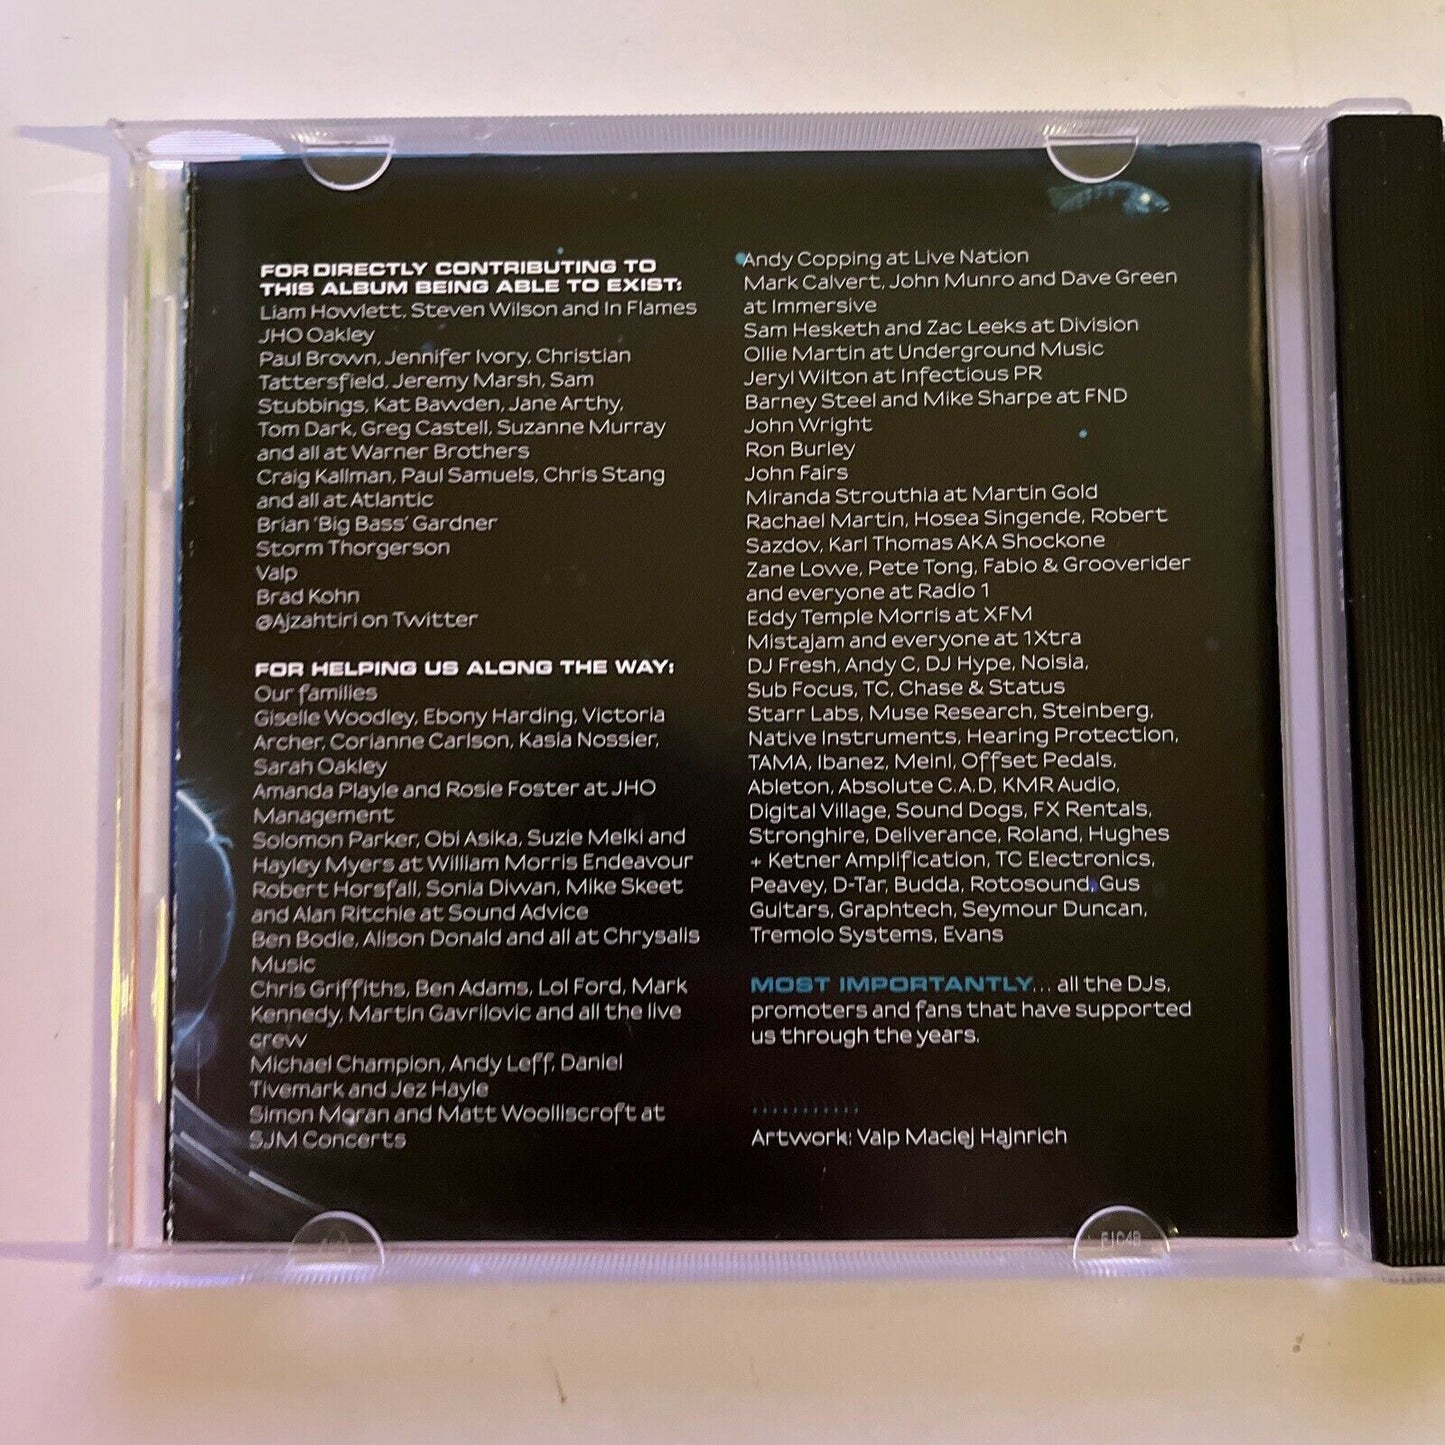 FOR DIRECTLY CONTRIBUTING TO
THIS ALBUM BEING ABLE TO EXIST:
Liam Howlett, Steven Wilson and In Flames
JHO Oakley
Paul Brown, Jennifer Ivory, Christian
Tattersfield, Jeremy Marsh, Sam
Stubbings, Kat Bawden, Jane Arthy,
Tom Dark, Greg Castell, Suzanne Murray
and all at Warner Brothers
Craig Kallman, Paul Samuels, Chris Stang
and all at Atlantic
Brian 'Big Bass' Gardner
Storm Thorgerson
Valp
Brad Kohn
@Ajzahtiri on Twitter
FOR HELPING US ALONG THE WAY:
Our families
Giselle Woodley, Ebony Harding, Victoria
Archer, Corianne Carlson, Kasia Nossier,
Sarah Oakley
Amanda Playle and Rosie Foster at JHO
Management
Solomon Parker, Obi Asika, Suzie Melki and
Hayley Myers at William Morris Endeavour
Robert Horsfall, Sonia Diwan, Mike Skeet
and Alan Ritchie at Sound Advice
Ben Bodie, Alison Donald and all at Chrysalis
Music
Chris Griffiths, Ben Adams, Lol Ford, Mark
Kennedy, Martin Gavrilovic and all the live
crew
Michael Champion, Andy Leff, Daniel
Tivemark and Jez Hayle
Simon Moran and Matt Woolliscroft at
SJM Concerts
Andy Copping at Live Nation
Mark Calvert, John Munro and Dave Green
at Immersive
Sam Hesketh and Zac Leeks at Division
Ollie Martin at Underground Music
Jeryl Wilton at Infectious PR
Barney Steel and Mike Sharpe at FND
John Wright
Ron Burley
John Fairs
Miranda Strouthia at Martin Gold
Rachael Martin, Hosea Singende, Robert
Sazdov, Karl Thomas AKA Shockone
Zane Lowe, Pete Tong, Fabio & Grooverider
and everyone at Radio 1
Eddy Temple Morris at XFM
Mistajam and everyone at 1Xtra
DJ Fresh, Andy C, DJ Hype, Noisia,
Sub Focus, TC, Chase & Status
Starr Labs, Muse Research, Steinberg,
Native Instruments, Hearing Protection,
TAMA, Ibanez, Meinl, Offset Pedals,
Ableton, Absolute C.A.D, KMR Audio,
Digital Village, Sound Dogs, FX Rentals,
Stronghire, Deliverance, Roland, Hughes
+ Ketner Amplification, TC Electronics,
Peavey, D-Tar, Budda, Rotosound, Gus
Guitars, Graphtech, Seymour Duncan,
Tremolo Systems, Evans
MOST IMPORTANTLY... all the DJs,
promoters and fans that have supported
us through the years.
Artwork: Valp Maciej Hajnrich